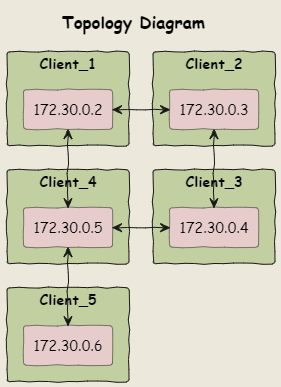 Topology Diagram
Client_1
172.30.0.2
Client_2
172.30.0.3
Client_4
172.30.0.5
Client_3
172.30.0.4
Client_5
172.30.0.6